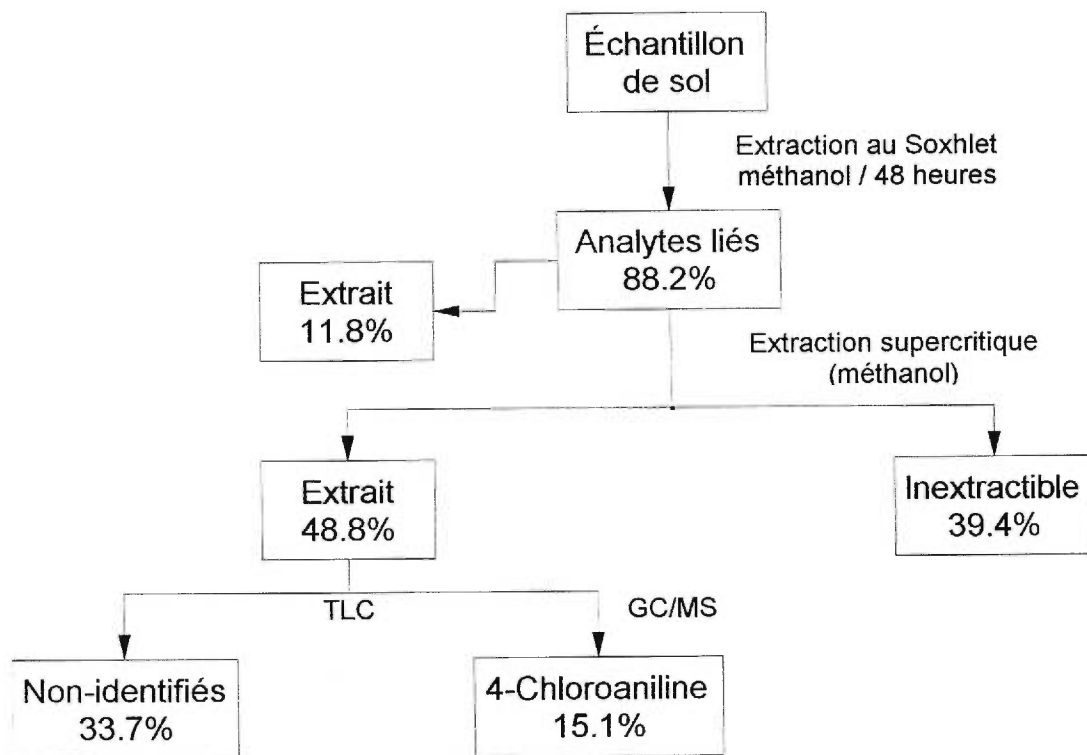 Échantillon
de sol
Extraction au Soxhlet
méthanol / 48 heures
Analytes liés
88.2%
Extrait
11.8%
Extraction supercritique
(méthanol)
Extrait
48.8%
Inextractible
39.4%
TLC
GC/MS
Non-identifiés
33.7%
4-Chloroaniline
15.1%